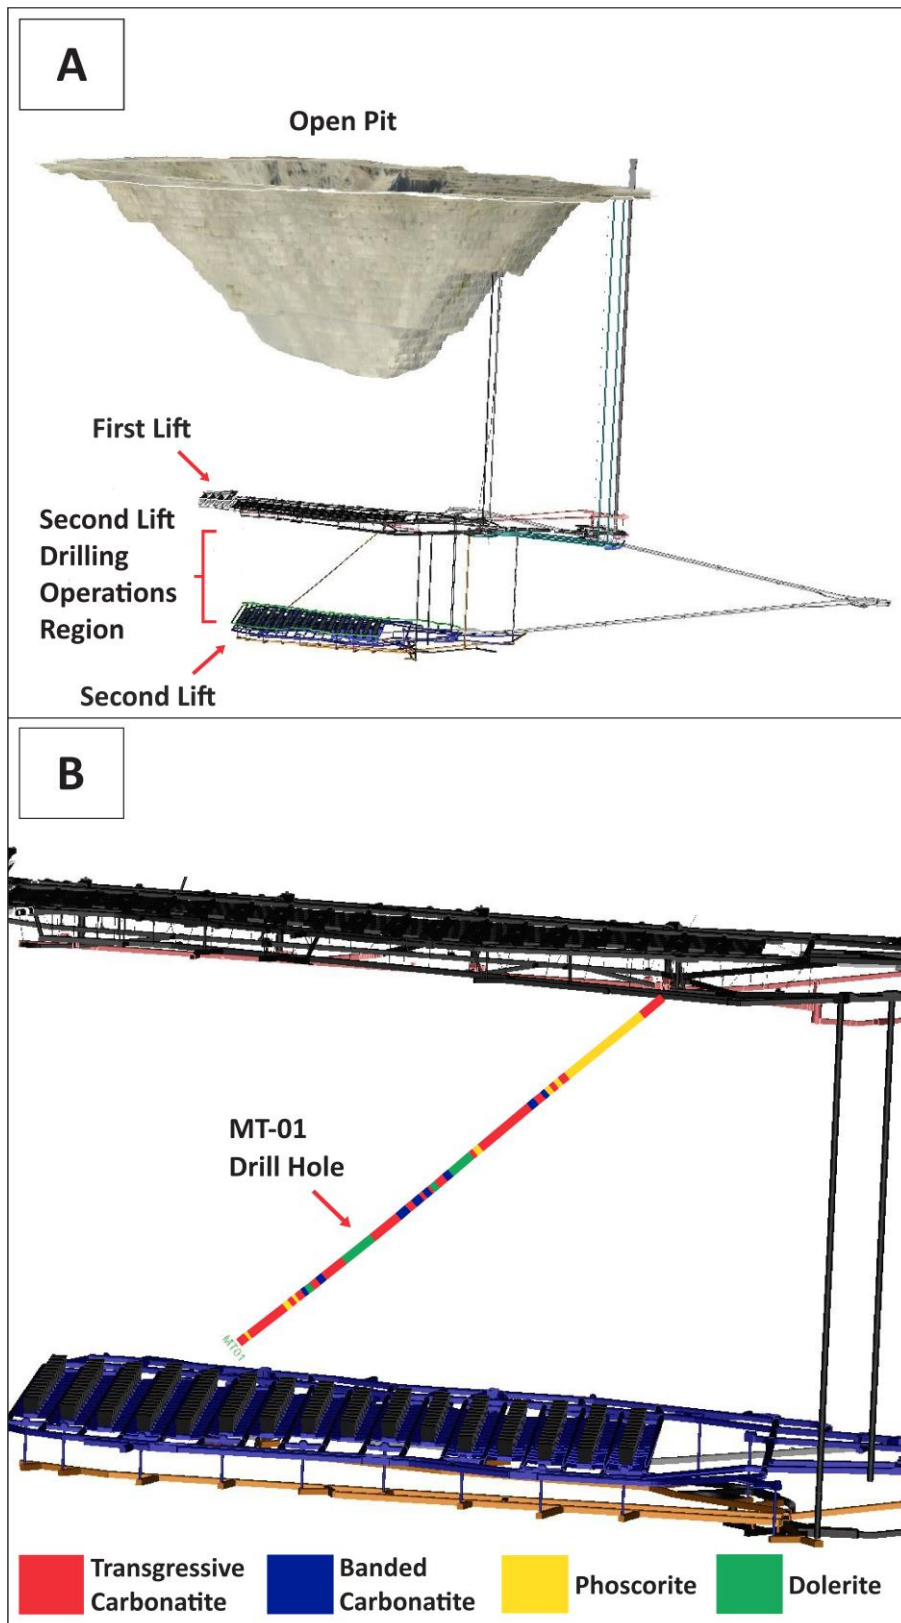 A
Open Pit
First Lift
Second Lift
Drilling
Operations
Region
Second Lift
B
MT-01
Drill Hole
MT01
Transgressive
Carbonatite
Banded
Carbonatite
Phoscorite
Dolerite